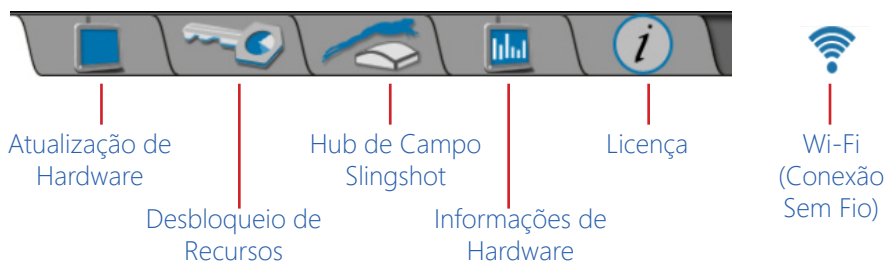 i
Atualização de
Hardware
Desbloqueio de
Recursos
Hub de Campo
Slingshot
Informações de
Hardware
Licença
Wi-Fi
(Conexão
Sem Fio)